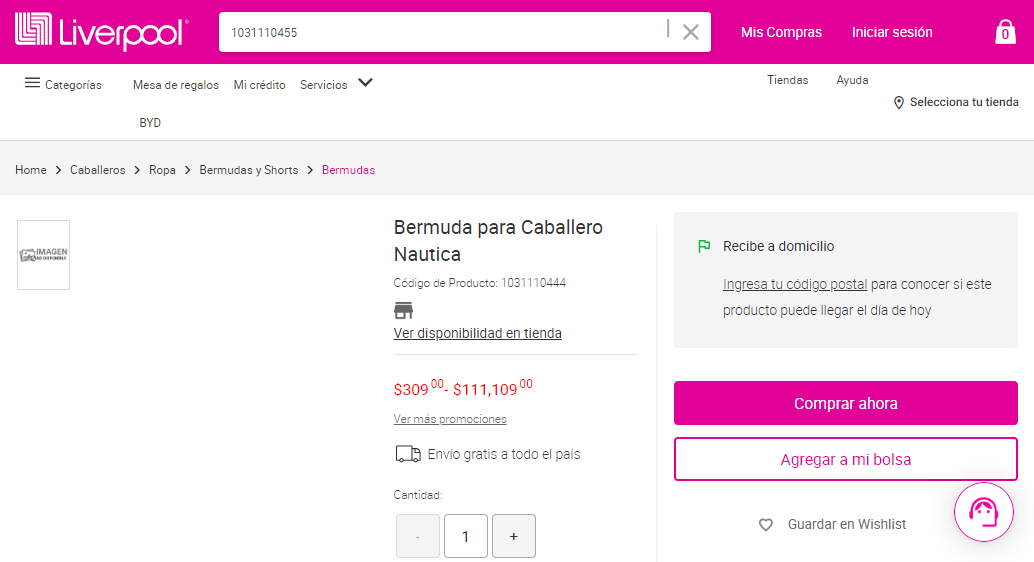 Liverpool
1031110455
Mis Compras
Iniciar sesión
0
Categorías
Mesa de regalos
Mi crédito
Servicios
Tiendas
Ayuda
Selecciona tu tienda
BYD
Home > Caballeros > Ropa > Bermudas y Shorts > Bermudas
IMAGEN
NO DISPONIBLE
Bermuda para Caballero
Nautica
Código de Producto: 1031110444
Ver disponibilidad en tienda
$309.00- $111,109.00
Ver más promociones
Envío gratis a todo el país
Cantidad:
- 1 +
Recibe a domicilio
Ingresa tu código postal para conocer si este
producto puede llegar el día de hoy
Comprar ahora
Agregar a mi bolsa
Guardar en Wishlist